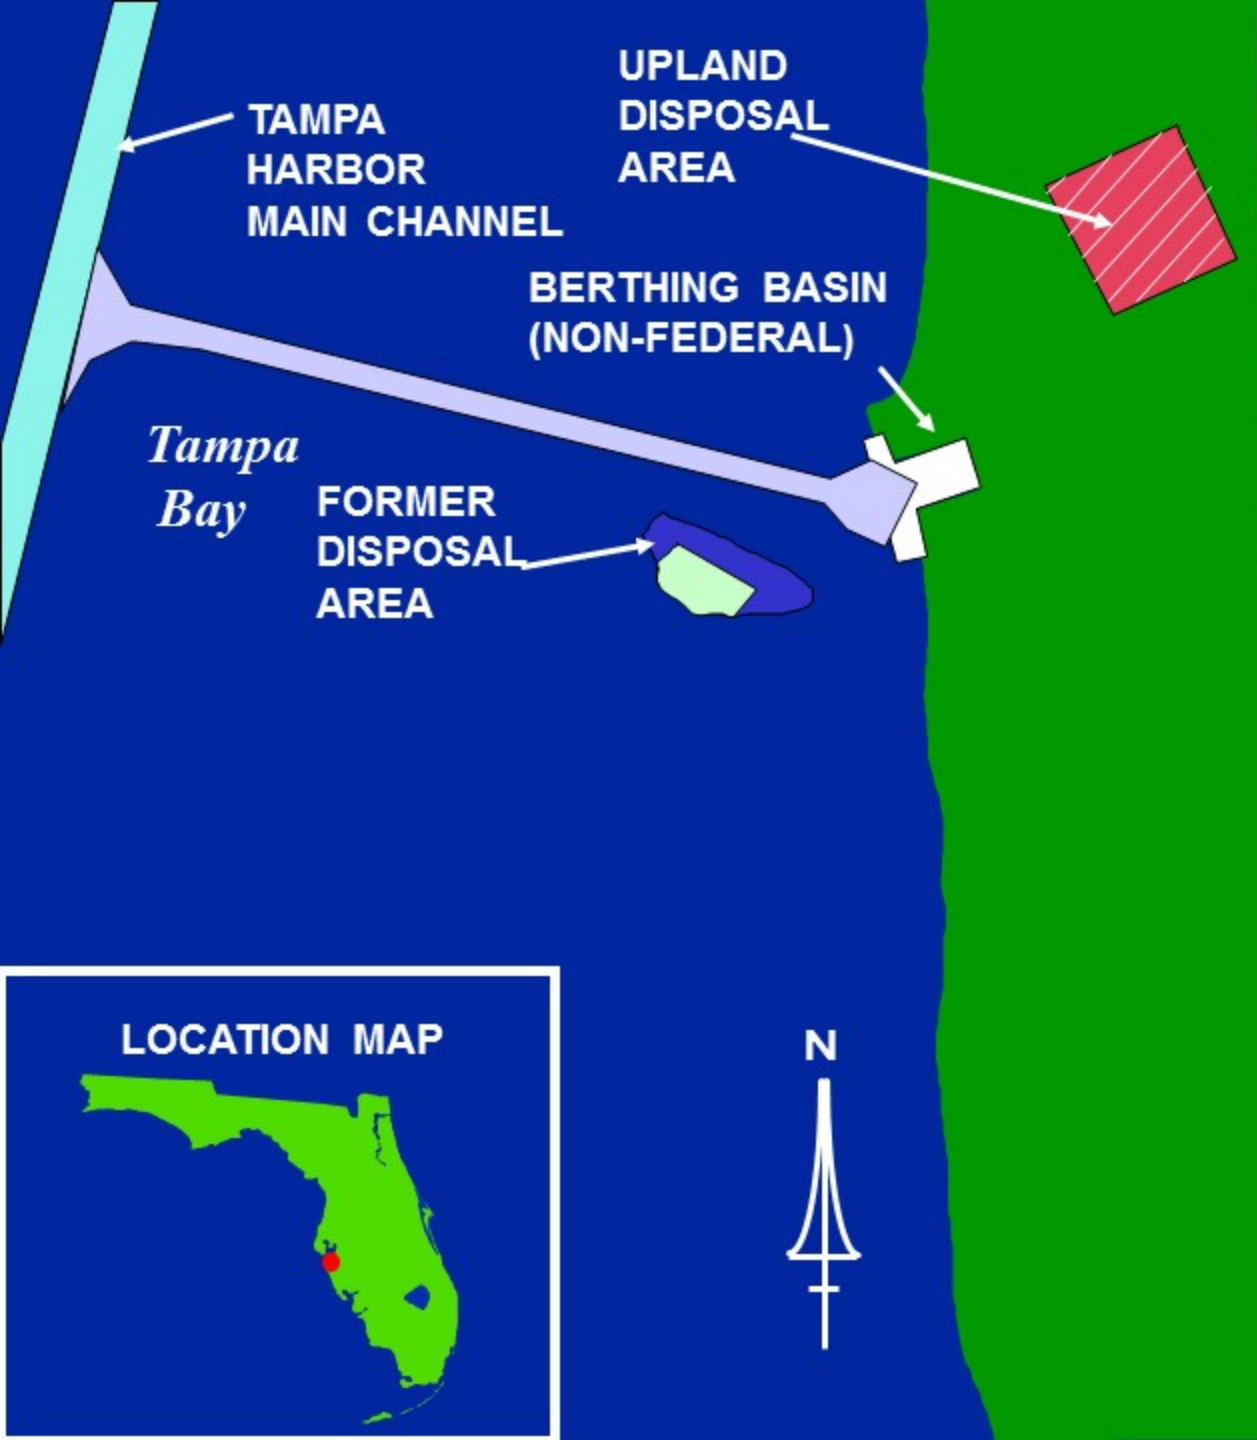 UPLAND
DISPOSAL
AREA
TAMPA
HARBOR
MAIN CHANNEL
BERTHING BASIN
(NON-FEDERAL)
Tampa
Bay
FORMER
DISPOSAL
AREA
LOCATION MAP
N